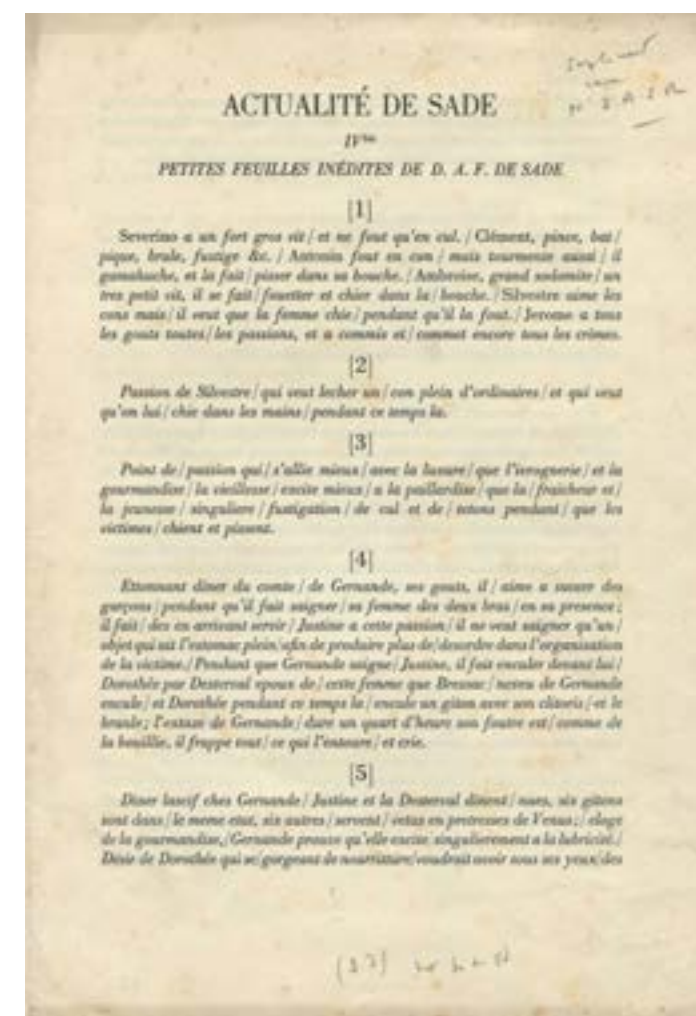 ACTUALITÉ DE SADE
PETITES FEUILLES INÉDITES DE D. A. F. DE SADE
[1]
Severino a un fort gros vit / et ne fout qu'en cul. / Clément, pince, bat /
pique, brule, fustige &c. / Antonin fout en con / mais tourmente aussi / il
gamahuche, et la fait / pisser dans sa bouche. / Ambroise, grand sodomite / un
tres petit vit, il se fait / fouetter et chier dans la / bouche. / Silvestre aime les
cons mais / il veut que la femme chie / pendant qu'il la fout. / Jerome a tous
les gouts toutes / les passions, et a commis et / commet encore tous les crimes.
[2]
Passion de Silvestre / qui veut lecher un / con plein d'ordinaires / et qui veut
qu'on lui / chie dans les mains / pendant ce temps la.
[3]
Point de / passion qui / s'allie mieux / avec la luxure / que l'ivrognerie / et la
gourmandise / la vieillesse / excite mieux / a la paillardise / que la / fraicheur et /
la jeunesse / singuliere / fustigation / de cul et de / tetons pendant / que les
victimes / chient et pissent.
[4]
Ettonnant diner du comte / de Gernande, ses gouts, il / aime a sucer des
garçons / pendant qu'il fait saigner / sa femme des deux bras / en sa presence ;
il fait / des en arrivant servir / Justine a cette passion / il ne veut saigner qu'un /
objet qui ait l'estomac plein / afin de produire plus de / desordre dans l'organisation
de la victime. / Pendant que Gernande saigne / Justine, il fait enculer devant lui /
Dorothée par Desterval epoux de / cette femme que Bressac / neveu de Gernande
encule / et Dorothée pendant ce temps la / encule un giton avec son clitoris / et le
branle ; l'extase de Gernande / dure un quart d'heure son foutre est / comme de
la bouillie, il frappe tout / ce qui l'entoure / et crie.
[5]
Diner lascif chez Gernande / Justine et la Desterval dinent / nues, six gitons
sont dans / le meme etat, six autres / servent / vetus en pretresses de Venus ; / eloge
de la gourmandise, / Gernande prouve qu'elle excite singulierement a la lubricité. /
Désir de Dorothée qui se / gorgeant de nourriture / voudrait avoir sous ses yeux / des